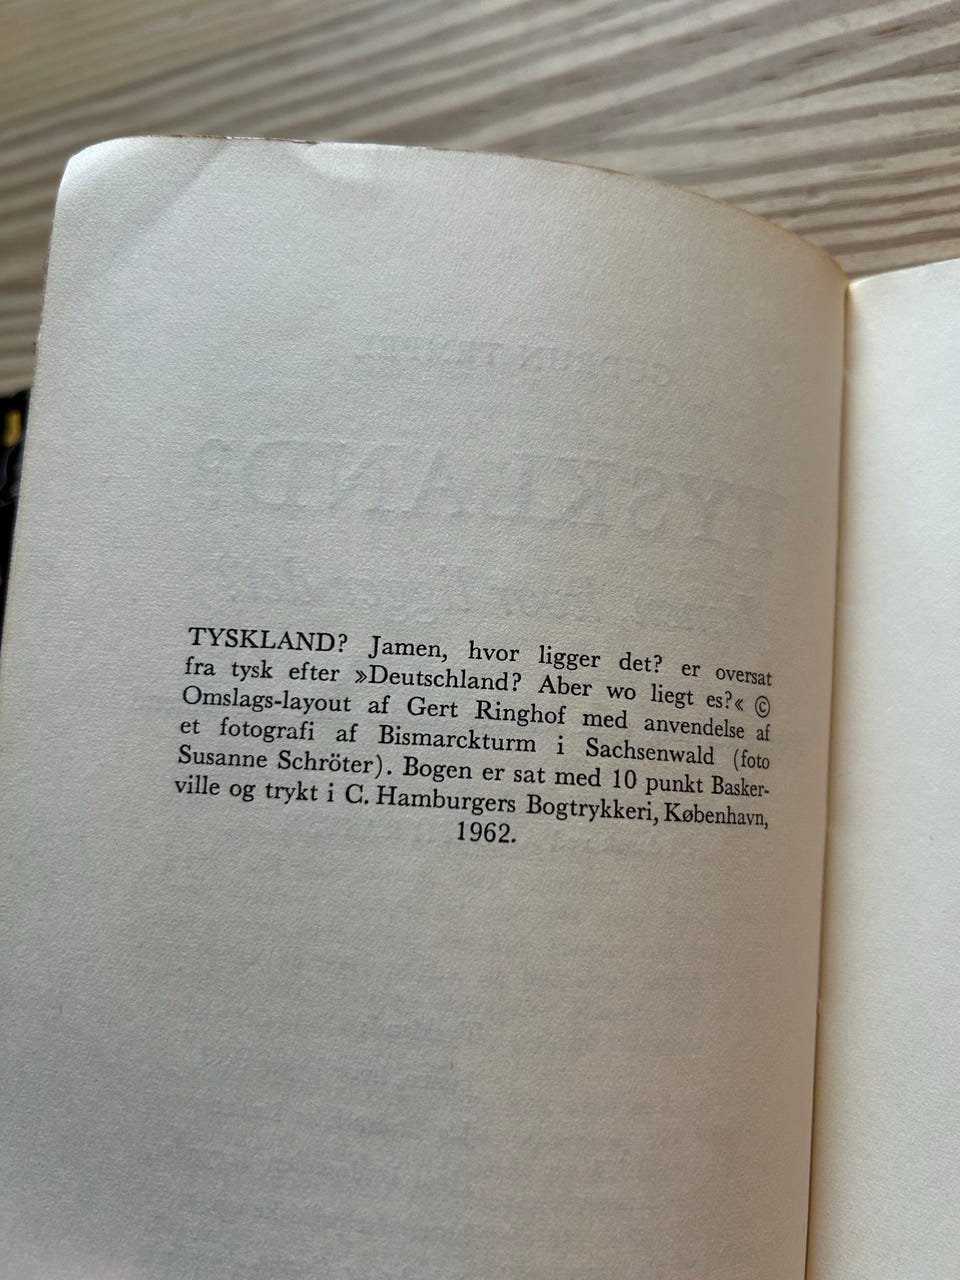 TYSKLAND? Jamen, hvor ligger det? er oversat
fra tysk efter »Deutschland? Aber wo liegt es?« ©
Omslags-layout af Gert Ringhof med anvendelse af
et fotografi af Bismarckturm i Sachsenwald (foto
Susanne Schröter). Bogen er sat med 10 punkt Basker-
ville og trykt i C. Hamburgers Bogtrykkeri, København,
1962.